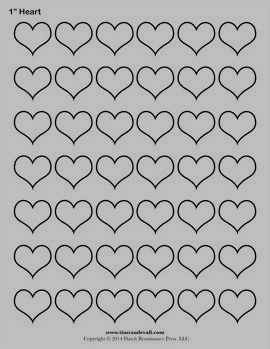 1" Heart
www.timvandevall.com
Copyright © 2014 Dutch Renaissance Press LLC